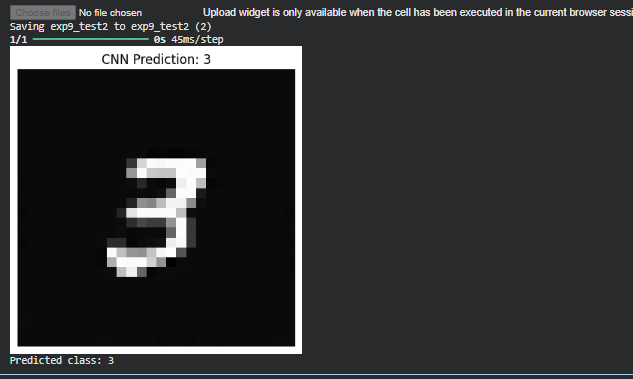 Choose files No file chosen Upload widget is only available when the cell has been executed in the current browser sessi
Saving exp9_test2 to exp9_test2 (2)
1/1 0s 45ms/step
CNN Prediction: 3
3
Predicted class: 3